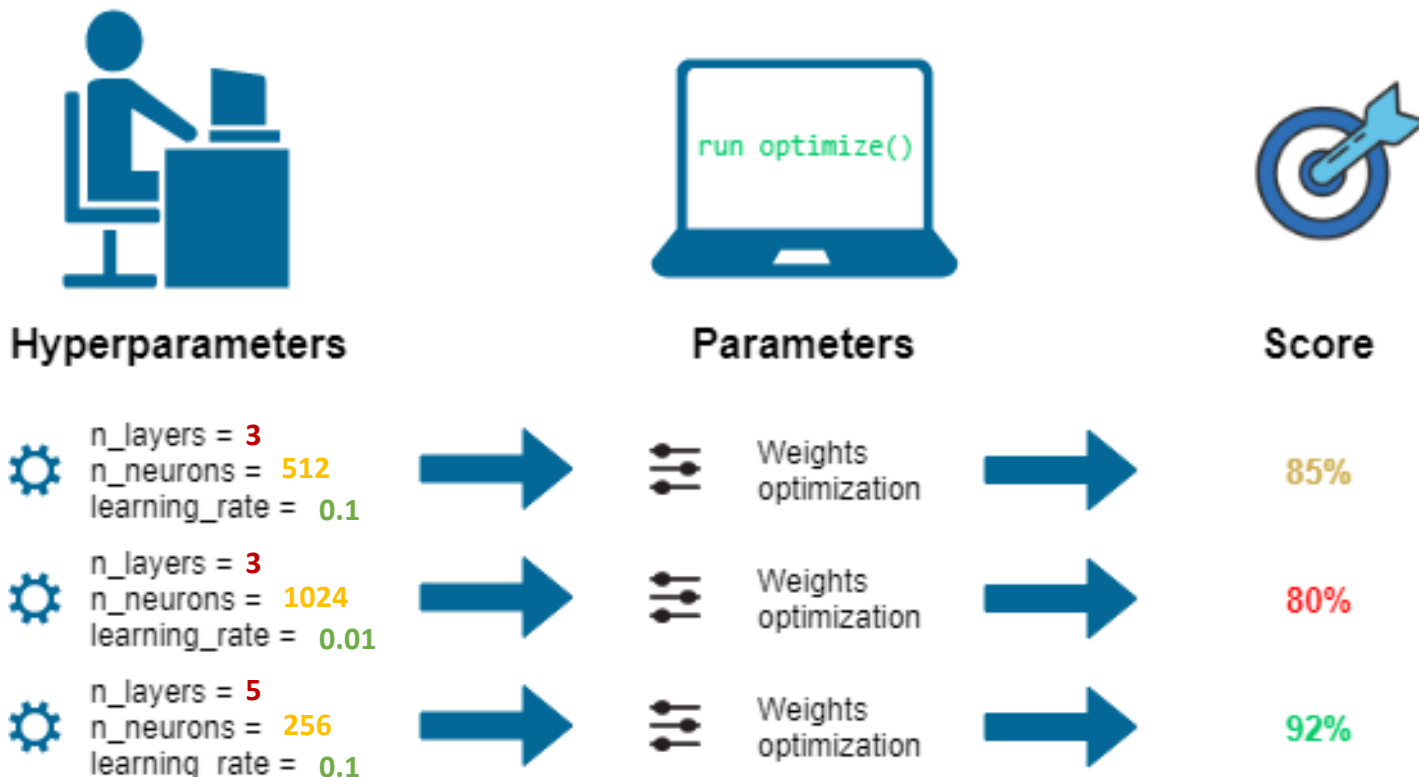 run optimize()
Hyperparameters
Parameters
Score
n_layers = 3
n_neurons = 512
learning_rate = 0.1
Weights
optimization
85%
n_layers = 3
n_neurons = 1024
learning_rate = 0.01
Weights
optimization
80%
n_layers = 5
n_neurons = 256
learning_rate = 0.1
Weights
optimization
92%